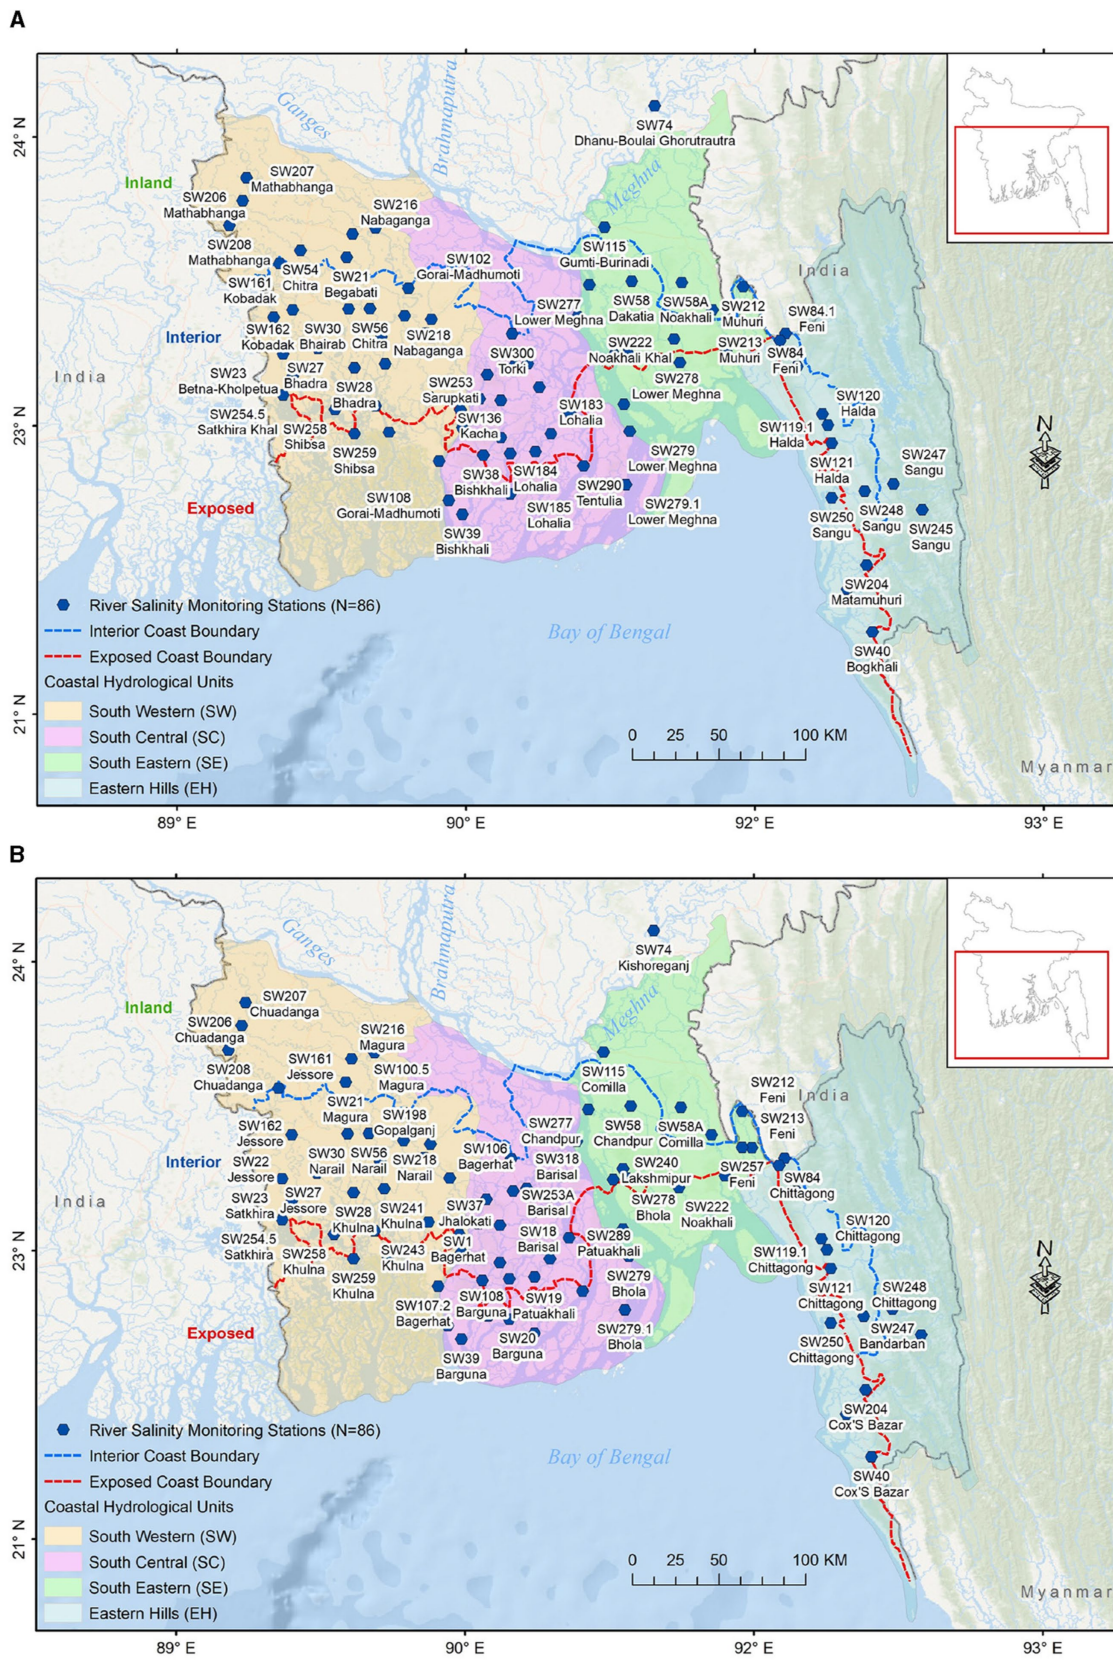 A
Ganges
Brahmaputra
24° N
SW74
Dhanu-Boulai Ghorutrautra
Inland
SW207
Mathabhanga
Meghna
SW206
Mathabhanga
SW216
Nabaganga
SW208
Mathabhanga
SW115
Gumti-Burinadi
India
SW102
Gorai-Madhumoti
SW54
Chitra
SW21
Begabati
SW161
Kobadak
SW277
Lower Meghna
SW58
Dakatia
SW58A
Noakhali
SW212
Muhuri
SW84.1
Feni
Interior
SW162
Kobadak
SW30
Bhairab
SW56
Chitra
SW218
Nabaganga
SW222
Noakhali Khal
SW213
Muhuri
SW84
Feni
India
SW23
Betna-Kholpetua
SW27
Bhadra
SW28
Bhadra
SW300
Torki
SW253
Sarupkati
SW278
Lower Meghna
SW120
Halda
23° N
SW254.5
Satkhira Khal
SW258
Shibsa
SW136
Kacha
SW183
Lohalia
SW119.1
Halda
N
SW259
Shibsa
SW38
Bishkhali
SW184
Lohalia
SW279
Lower Meghna
SW121
Halda
SW247
Sangu
Exposed
SW108
Gorai-Madhumoti
SW290
Tentulia
SW185
Lohalia
SW279.1
Lower Meghna
SW250
Sangu
SW248
Sangu
SW245
Sangu
SW39
Bishkhali
SW204
Matamuhuri
River Salinity Monitoring Stations (N=86)
Interior Coast Boundary
Exposed Coast Boundary
Bay of Bengal
SW40
Bogkhali
Coastal Hydrological Units
21° N
South Western (SW)
South Central (SC)
South Eastern (SE)
Eastern Hills (EH)
0 25 50 100 KM
Myanmar
89° E 90° E 92° E 93° E
B
Ganges
Brahmaputra
24° N
SW74
Kishoreganj
Inland
SW207
Chuadanga
Meghna
SW206
Chuadanga
SW216
Magura
SW208
Chuadanga
SW161
Jessore
SW100.5
Magura
SW115
Comilla
SW212
Feni
India
SW21
Magura
SW198
Gopalganj
SW162
Jessore
SW277
Chandpur
SW58
Chandpur
SW58A
Comilla
SW213
Feni
Interior
SW30
Narail
SW56
Narail
SW218
Narail
SW106
Bagerhat
SW318
Barisal
SW240
Lakshmipur
SW257
Feni
SW84
Chittagong
SW22
Jessore
India
SW23
Satkhira
SW27
Jessore
SW28
Khulna
SW241
Khulna
SW37
Jhalokati
SW253A
Barisal
SW278
Bhola
SW222
Noakhali
SW120
Chittagong
23° N
SW254.5
Satkhira
SW258
Khulna
SW243
Khulna
SW1
Bagerhat
SW18
Barisal
SW289
Patuakhali
SW119.1
Chittagong
N
SW259
Khulna
SW107.2
Bagerhat
SW108
Barguna
SW19
Patuakhali
SW279
Bhola
SW121
Chittagong
SW248
Chittagong
Exposed
SW20
Barguna
SW279.1
Bhola
SW250
Chittagong
SW247
Bandarban
SW39
Barguna
SW204
Cox'S Bazar
River Salinity Monitoring Stations (N=86)
Interior Coast Boundary
Exposed Coast Boundary
Bay of Bengal
SW40
Cox'S Bazar
Coastal Hydrological Units
21° N
South Western (SW)
South Central (SC)
South Eastern (SE)
Eastern Hills (EH)
0 25 50 100 KM
Myanmar
89° E 90° E 92° E 93° E